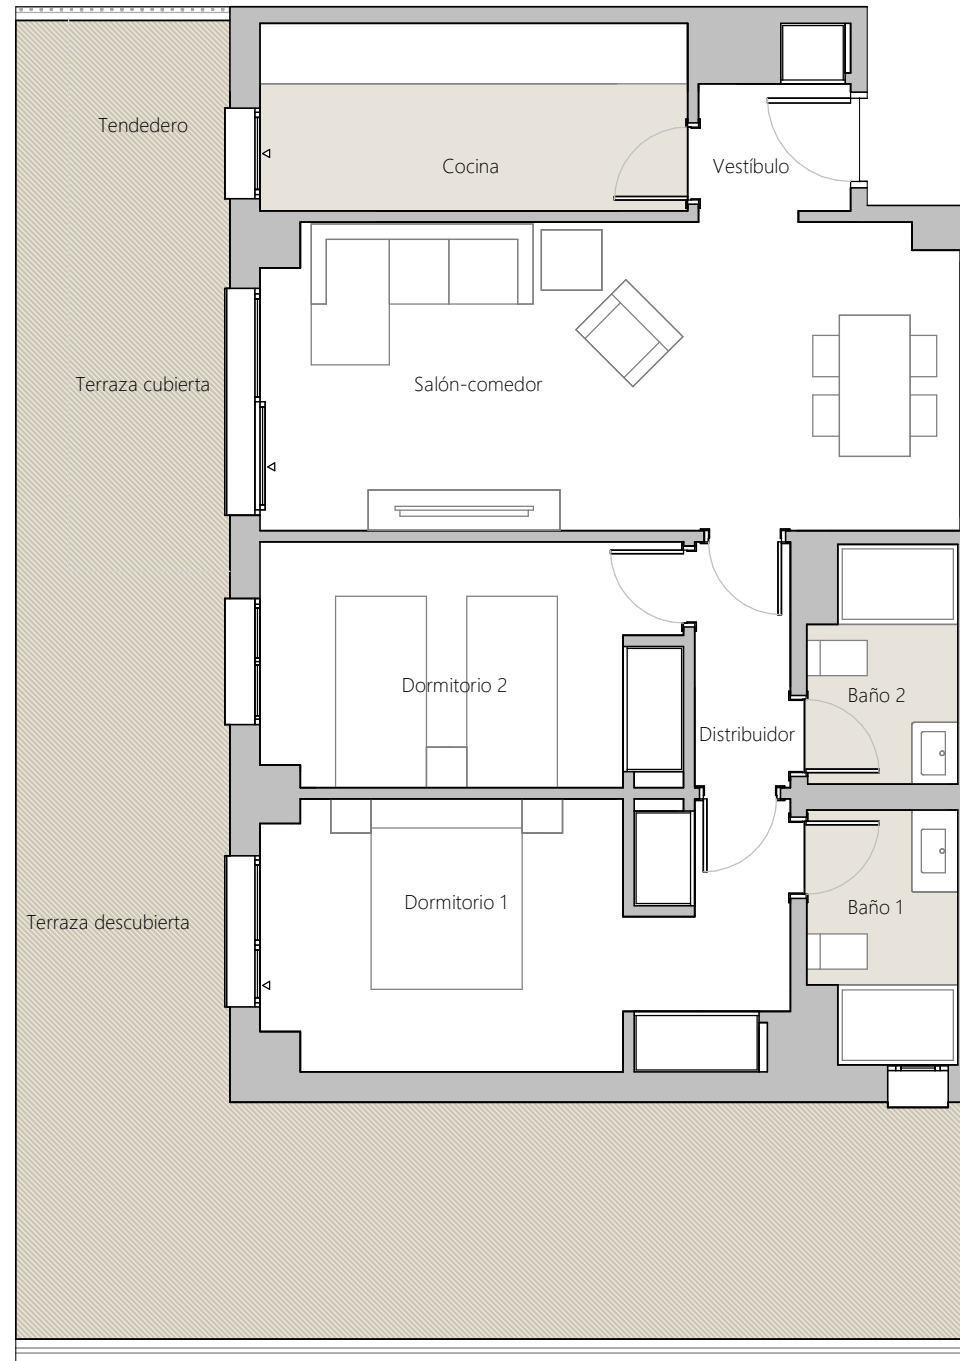 Tendedero
Cocina
Vestíbulo
Terraza cubierta
Salón-comedor
Dormitorio 2
Baño 2
Distribuidor
Dormitorio 1
Baño 1
Terraza descubierta